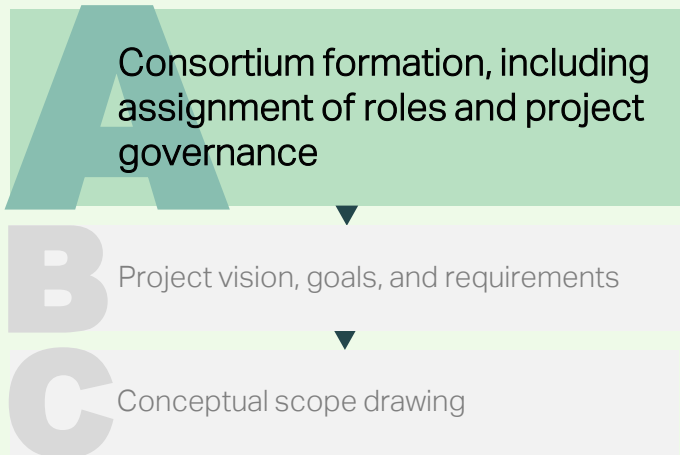 A
Consortium formation, including
assignment of roles and project
governance
B
Project vision, goals, and requirements
C
Conceptual scope drawing